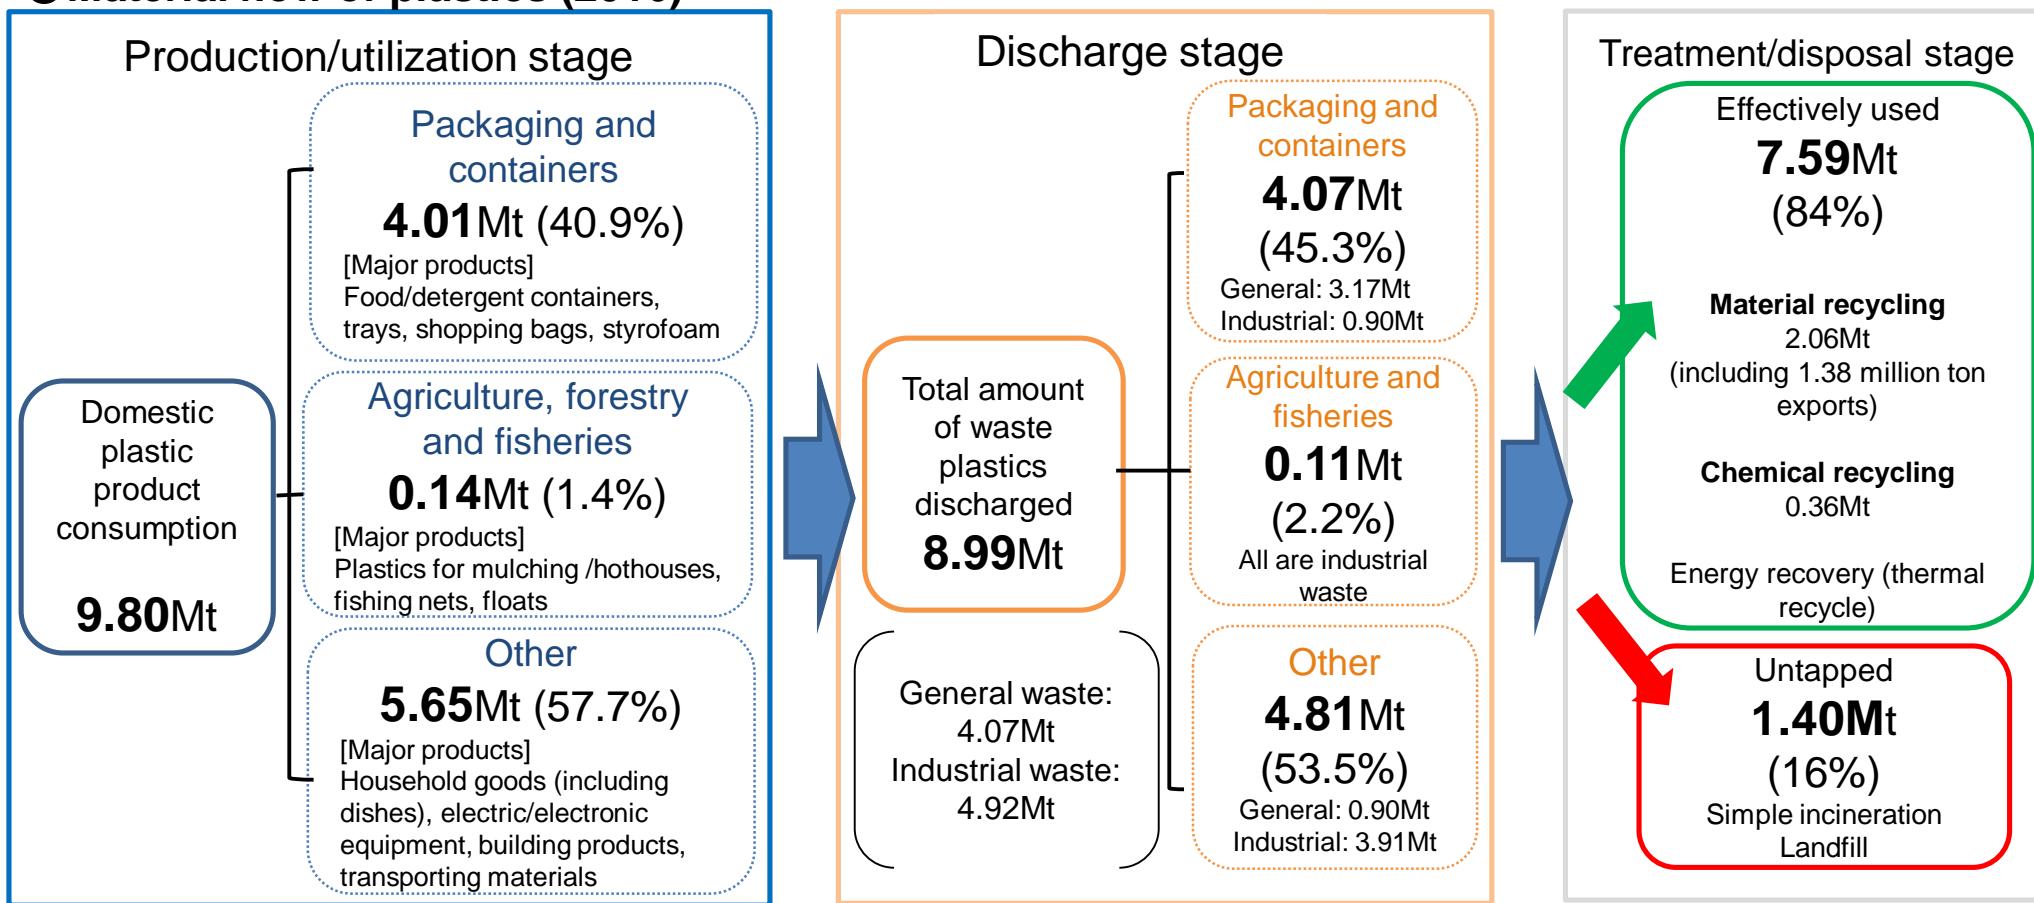 Production/utilization stage
Packaging and
containers
4.01Mt (40.9%)
[Major products]
Food/detergent containers,
trays, shopping bags, styrofoam
Domestic
plastic
product
consumption
9.80Mt
Agriculture, forestry
and fisheries
0.14Mt (1.4%)
[Major products]
Plastics for mulching /hothouses,
fishing nets, floats
Other
5.65Mt (57.7%)
[Major products]
Household goods (including
dishes), electric/electronic
equipment, building products,
transporting materials
Discharge stage
Total amount
of waste
plastics
discharged
8.99Mt
General waste:
4.07Mt
Industrial waste:
4.92Mt
Packaging and
containers
4.07Mt
(45.3%)
General: 3.17Mt
Industrial: 0.90Mt
Agriculture and
fisheries
0.11Mt
(2.2%)
All are industrial
waste
Other
4.81Mt
(53.5%)
General: 0.90Mt
Industrial: 3.91Mt
Treatment/disposal stage
Effectively used
7.59Mt
(84%)
Material recycling
2.06Mt
(including 1.38 million ton
exports)
Chemical recycling
0.36Mt
Energy recovery (thermal
recycle)
Untapped
1.40Mt
(16%)
Simple incineration
Landfill